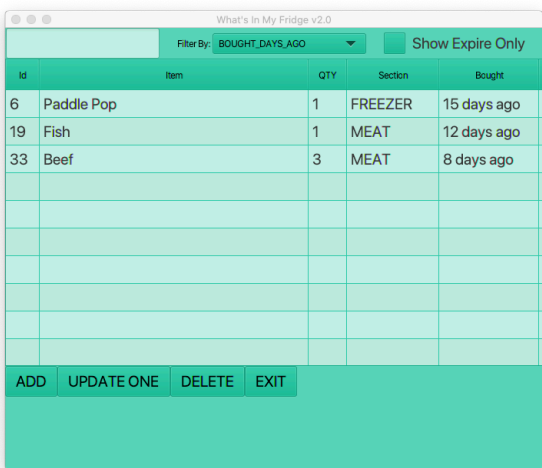 What's In My Fridge v2.0
Filter By: BOUGHT_DAYS_AGO Show Expire Only
Id Item QTY Section Bought
6 Paddle Pop 1 FREEZER 15 days ago
19 Fish 1 MEAT 12 days ago
33 Beef 3 MEAT 8 days ago
ADD UPDATE ONE DELETE EXIT